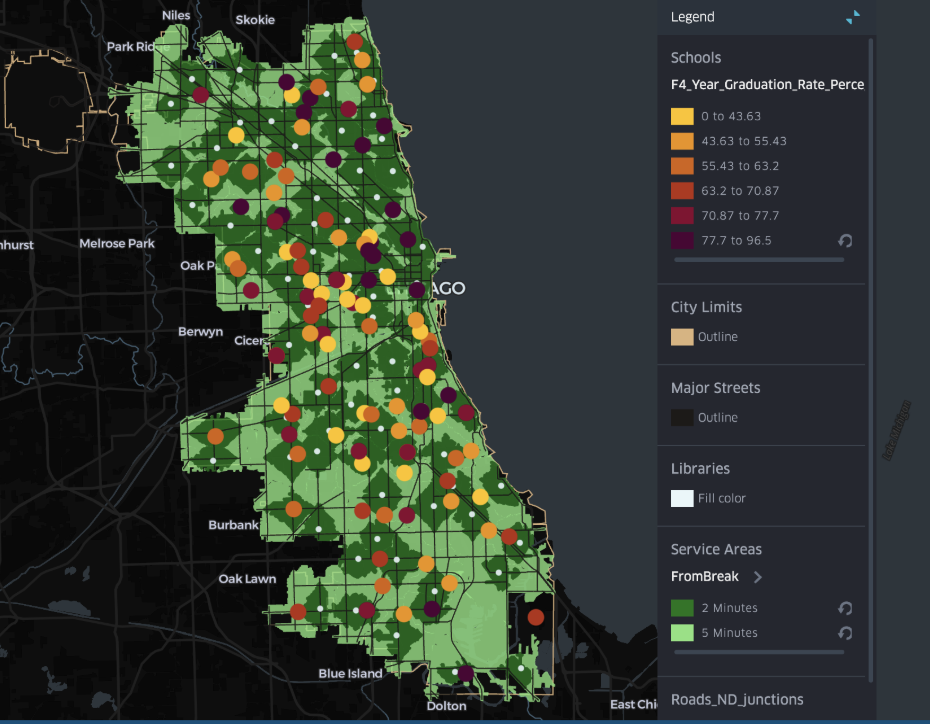 Niles
Skokie
Park Rid
Melrose Park
nhurst
Oak P
AGO
Berwyn
Cicer
Burbank
Oak Lawn
Blue Island
Dolton
East Chi
Lake Michigan
Legend
Schools
F4_Year_Graduation_Rate_Perce
0 to 43.63
43.63 to 55.43
55.43 to 63.2
63.2 to 70.87
70.87 to 77.7
77.7 to 96.5
City Limits
Outline
Major Streets
Outline
Libraries
Fill color
Service Areas
FromBreak
2 Minutes
5 Minutes
Roads_ND_junctions